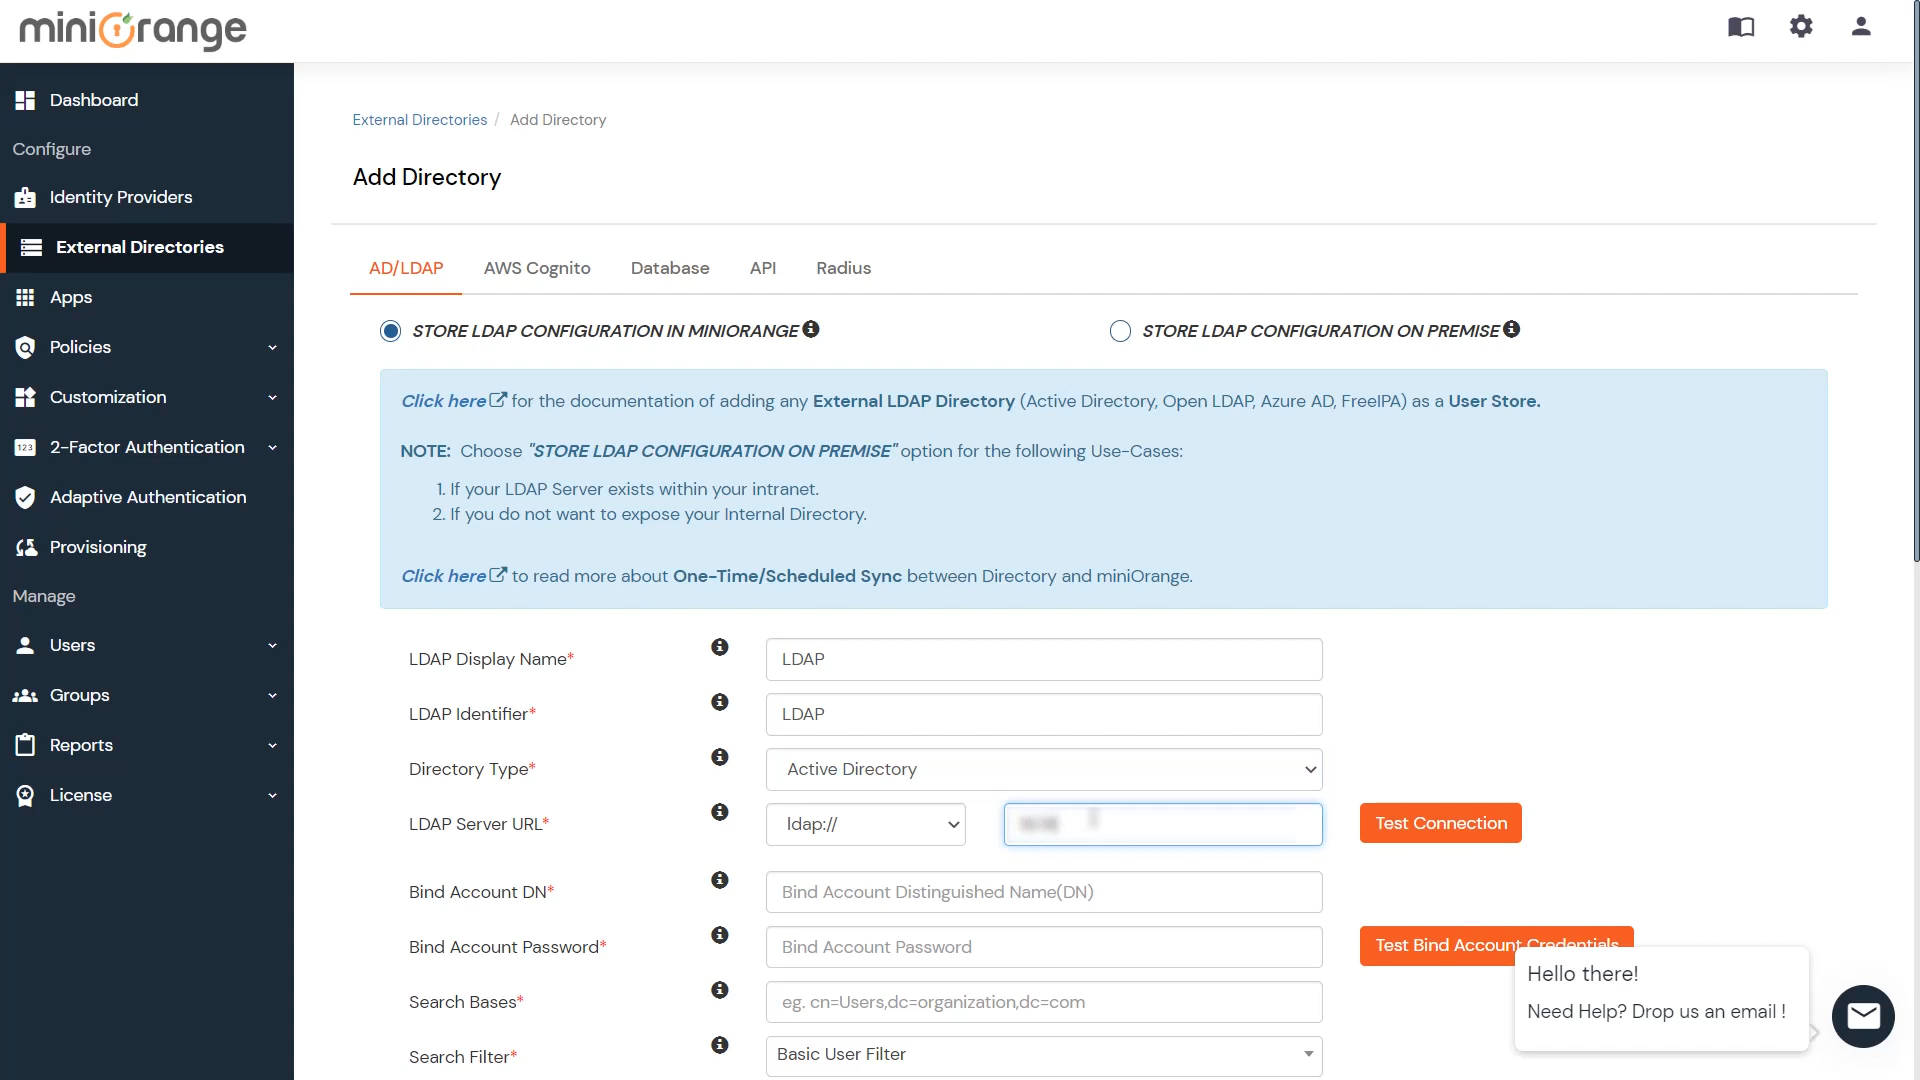 miniOrange
Dashboard
Configure
Identity Providers
External Directories
Apps
Policies
Customization
123 2-Factor Authentication
Adaptive Authentication
Provisioning
Manage
Users
Groups
Reports
License
External Directories / Add Directory
Add Directory
AD/LDAP AWS Cognito Database API Radius
STORE LDAP CONFIGURATION IN MINIORANGE STORE LDAP CONFIGURATION ON PREMISE
Click here for the documentation of adding any External LDAP Directory (Active Directory, Open LDAP, Azure AD, FreeIPA) as a User Store.
NOTE: Choose "STORE LDAP CONFIGURATION ON PREMISE" option for the following Use-Cases:
1. If your LDAP Server exists within your intranet.
2. If you do not want to expose your Internal Directory.
Click here to read more about One-Time/Scheduled Sync between Directory and miniOrange.
LDAP Display Name* LDAP
LDAP Identifier* LDAP
Directory Type* Active Directory
LDAP Server URL* ldap:// Test Connection
Bind Account DN* Bind Account Distinguished Name(DN)
Bind Account Password* Bind Account Password Test Bind Account Credentials
Search Bases* eg. cn=Users,dc=organization,dc=com
Search Filter* Basic User Filter
Hello there!
Need Help? Drop us an email !